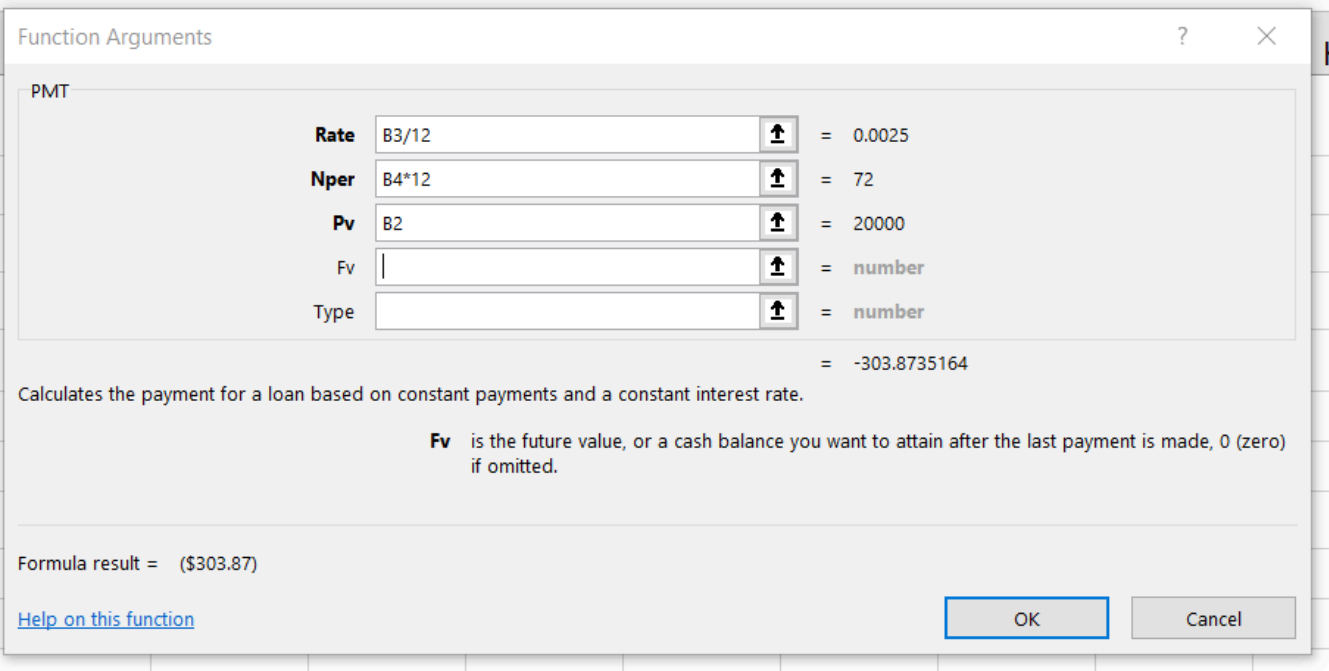 Function Arguments ?
PMT
Rate B3/12 = 0.0025
Nper B4*12 = 72
Pv B2 = 20000
Fv = number
Type = number
= -303.8735164
Calculates the payment for a loan based on constant payments and a constant interest rate.
Fv is the future value, or a cash balance you want to attain after the last payment is made, 0 (zero)
if omitted.
Formula result = ($303.87)
Help on this function OK Cancel